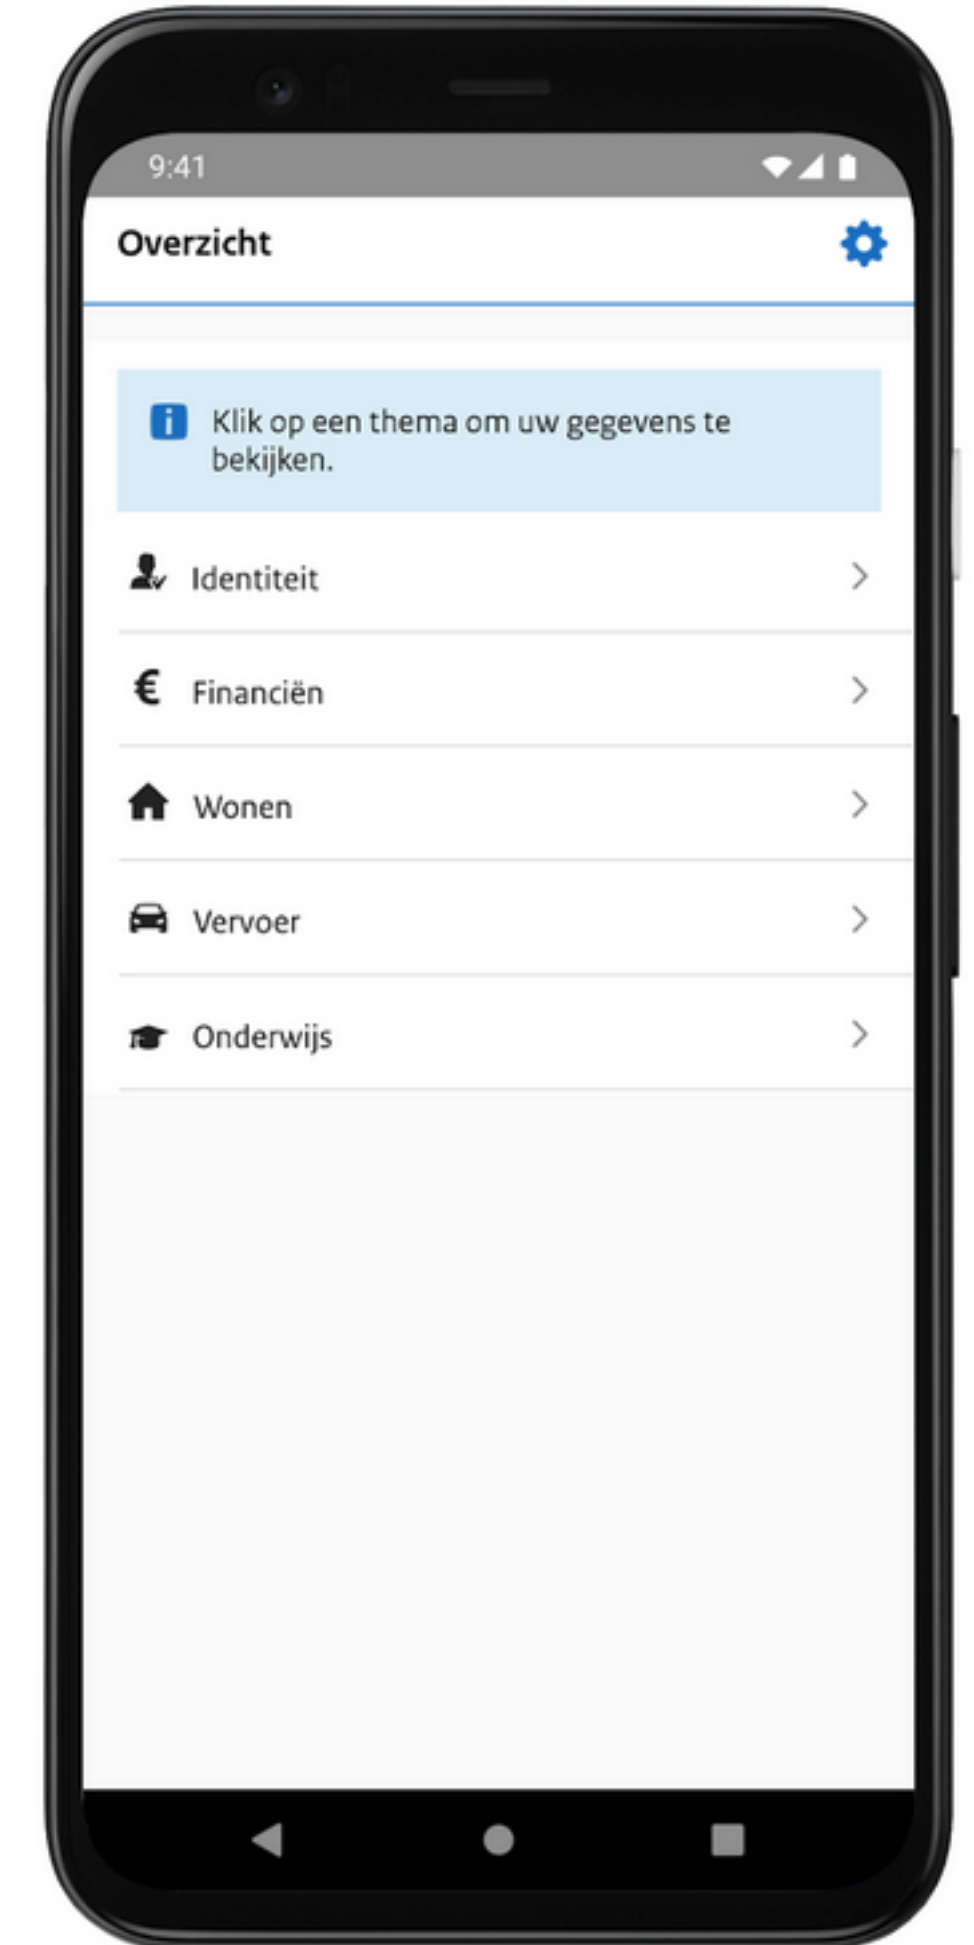 9:41
Overzicht
Klik op een thema om uw gegevens te
bekijken.
Identiteit
€ Financiën
Wonen
Vervoer
Onderwijs